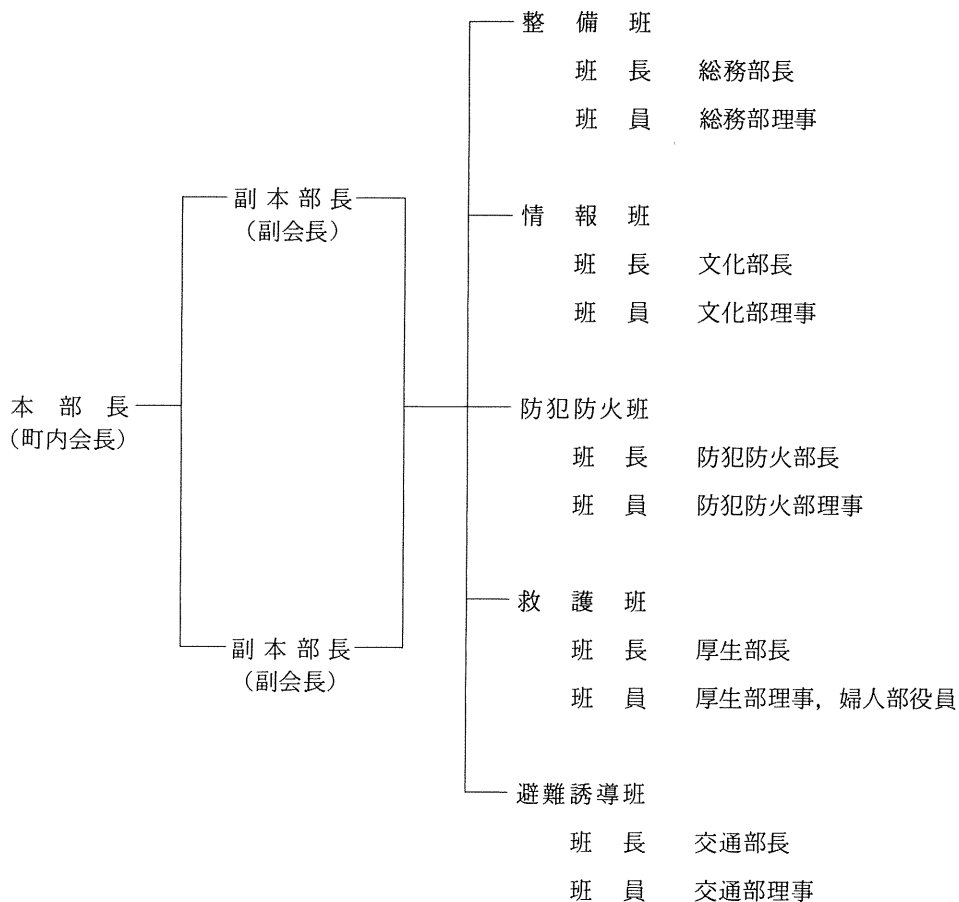 本部長
(町内会長)
副本部長
(副会長)
副本部長
(副会長)
整備班
班長 総務部長
班員 総務部理事
情報班
班長 文化部長
班員 文化部理事
防犯防火班
班長 防犯防火部長
班員 防犯防火部理事
救護班
班長 厚生部長
班員 厚生部理事，婦人部役員
避難誘導班
班長 交通部長
班員 交通部理事